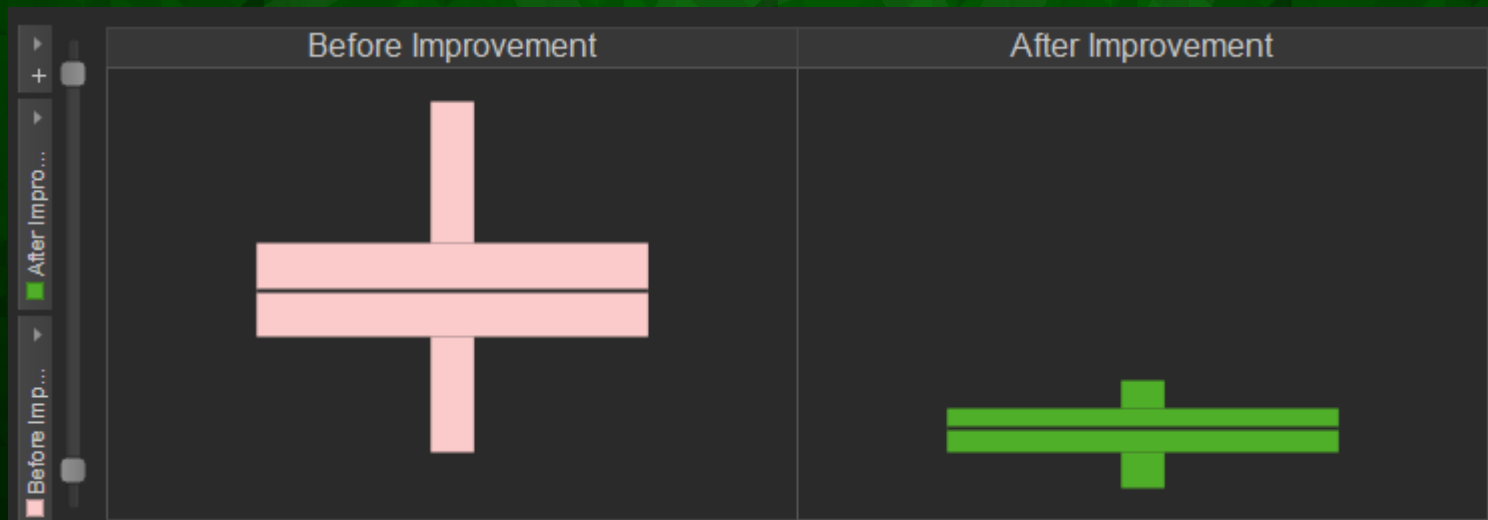 Before Improvement
After Improvement
+
After Impro...
Before Imp...